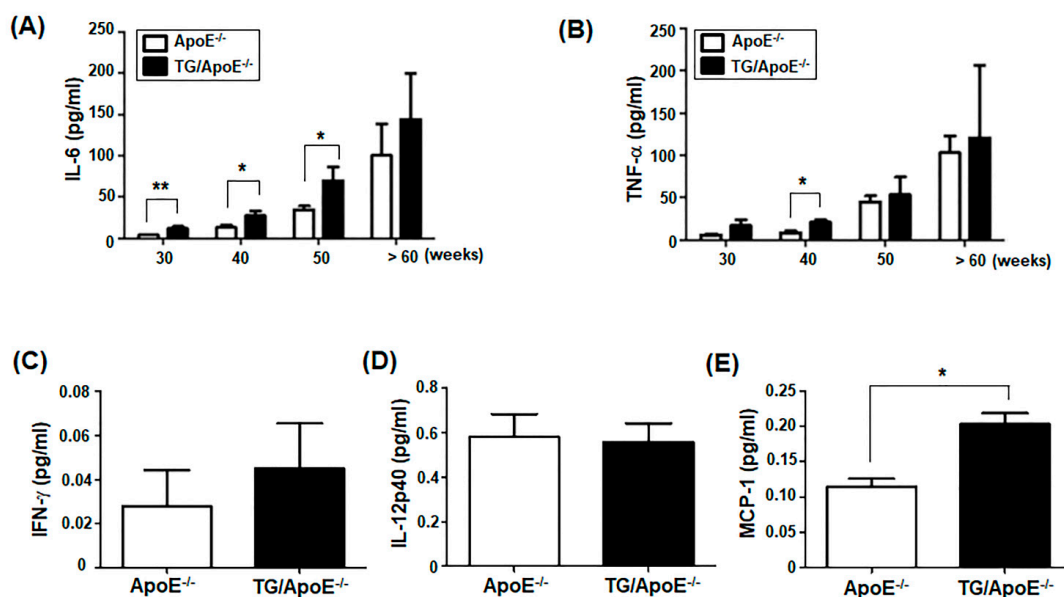 (A)
IL-6 (pg/ml)
250
200
150
100
50
0
ApoE-/-
TG/ApoE-/-
**
*
*
30 40 50 > 60 (weeks)
(B)
TNF-α (pg/ml)
250
200
150
100
50
0
ApoE-/-
TG/ApoE-/-
*
30 40 50 > 60 (weeks)
(C)
IFN-γ (pg/ml)
0.08
0.06
0.04
0.02
0
ApoE-/- TG/ApoE-/-
(D)
IL-12p40 (pg/ml)
0.8
0.6
0.4
0.2
0
ApoE-/- TG/ApoE-/-
(E)
MCP-1 (pg/ml)
0.25
0.20
0.15
0.10
0.05
0
*
ApoE-/- TG/ApoE-/-